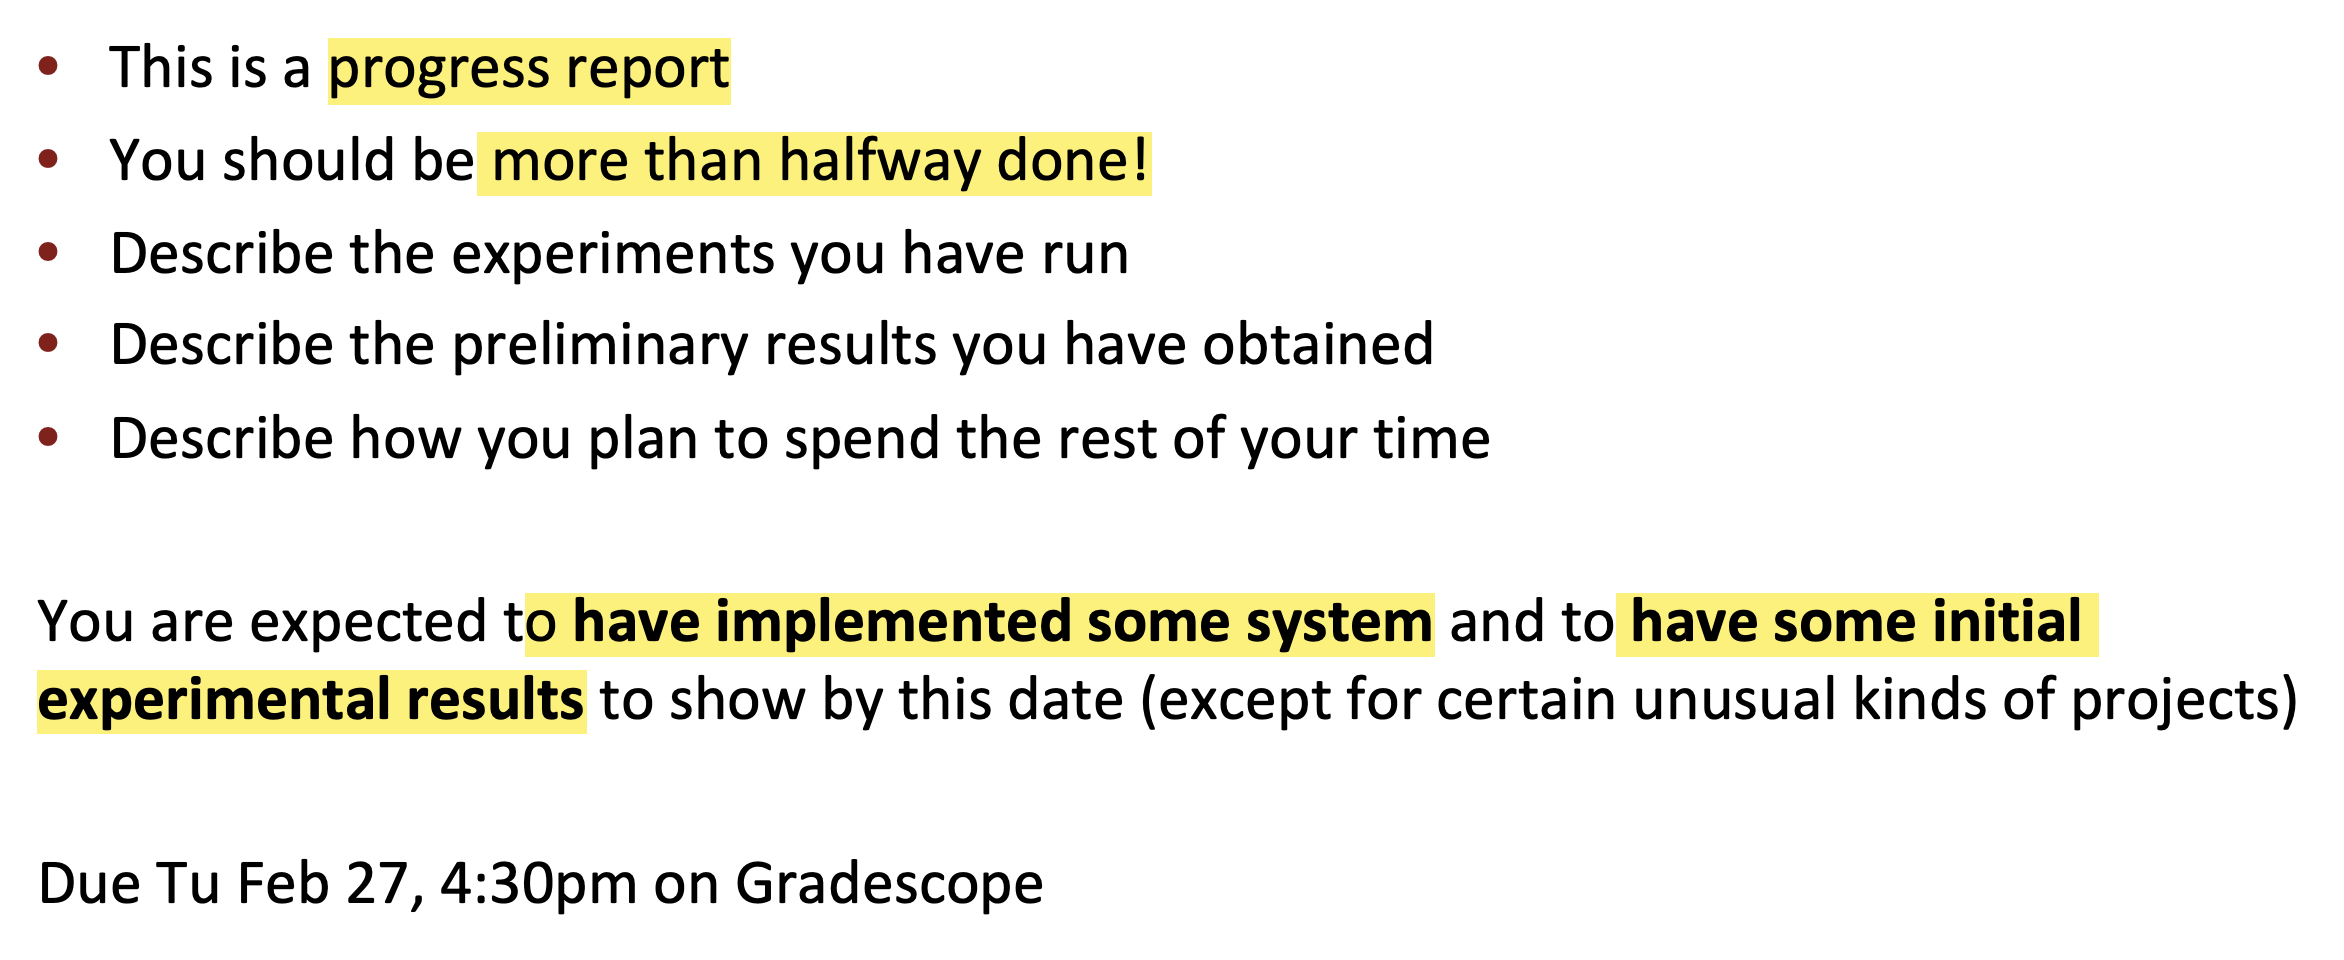 • This is a progress report
• You should be more than halfway done!
• Describe the experiments you have run
• Describe the preliminary results you have obtained
• Describe how you plan to spend the rest of your time
You are expected to have implemented some system and to have some initial
experimental results to show by this date (except for certain unusual kinds of projects)
Due Tu Feb 27, 4:30pm on Gradescope